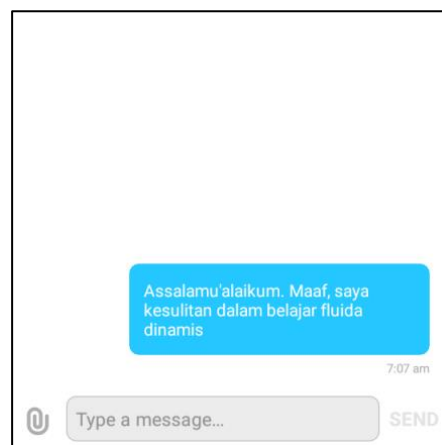 Assalamu'alaikum. Maaf, saya
kesulitan dalam belajar fluida
dinamis
7:07 am
Type a message...
SEND